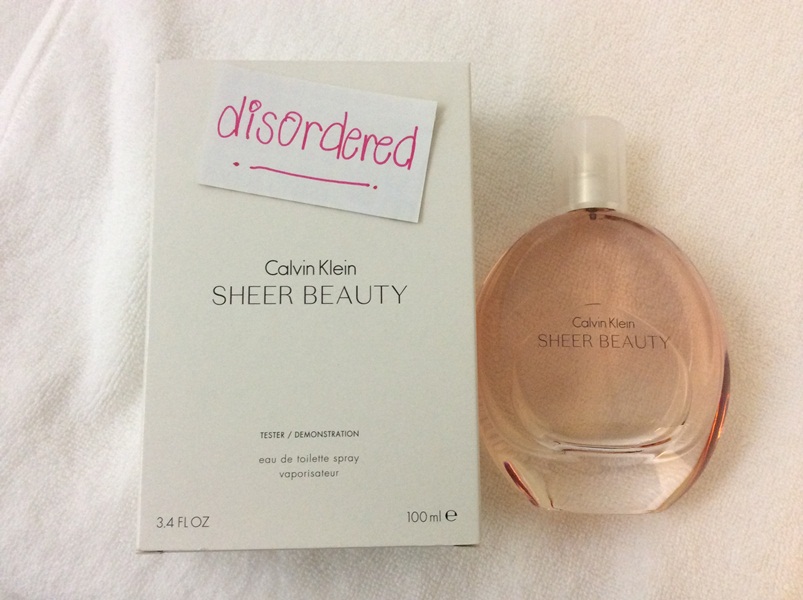 disordered
Calvin Klein
SHEER BEAUTY
TESTER / DEMONSTRATION
eau de toilette spray
vaporisateur
3.4 FL OZ
100 ml ℮
Calvin Klein
SHEER BEAUTY